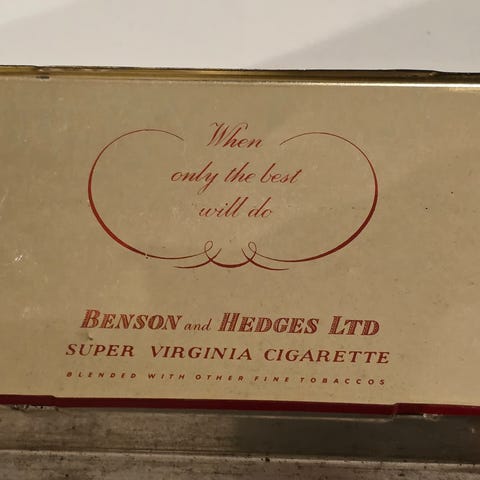 When
only the best
will do
BENSON and HEDGES LTD
SUPER VIRGINIA CIGARETTE
BLENDED WITH OTHER FINE TOBACCOS